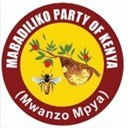 MABADILIKO PARTY OF KENYA
(Mwanzo Mpya)